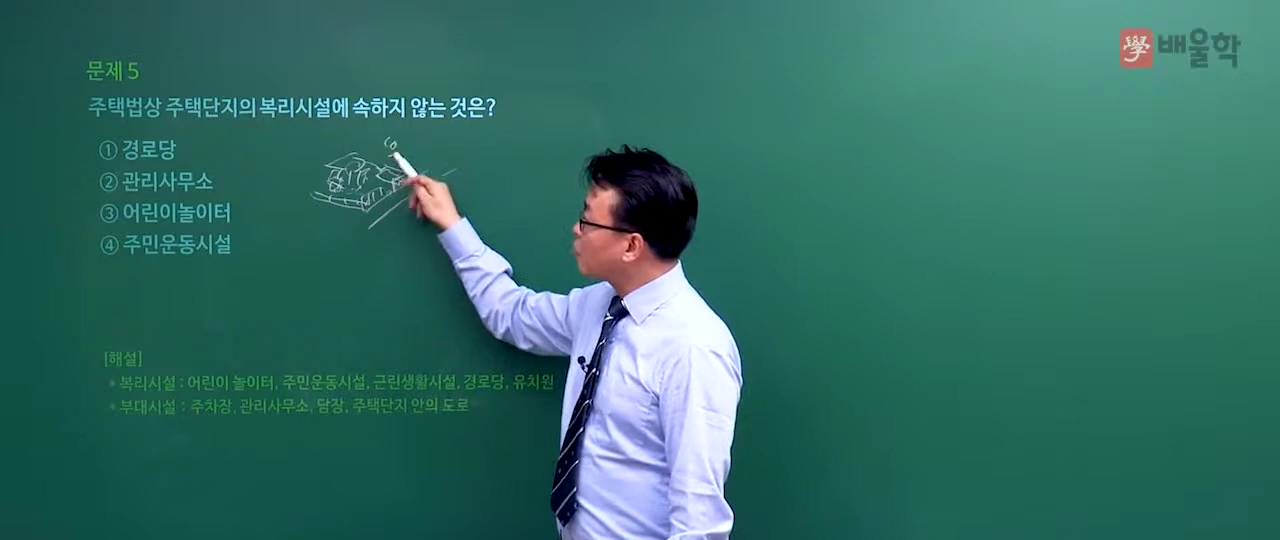 學 배울학
문제 5
주택법상 주택단지의 복리시설에 속하지 않는 것은?
① 경로당
② 관리사무소
③ 어린이놀이터
④ 주민운동시설
[해설]
• 복리시설 : 어린이 놀이터, 주민운동시설, 근린생활시설, 경로당, 유치원
• 부대시설 : 주차장, 관리사무소, 담장, 주택단지 안의 도로